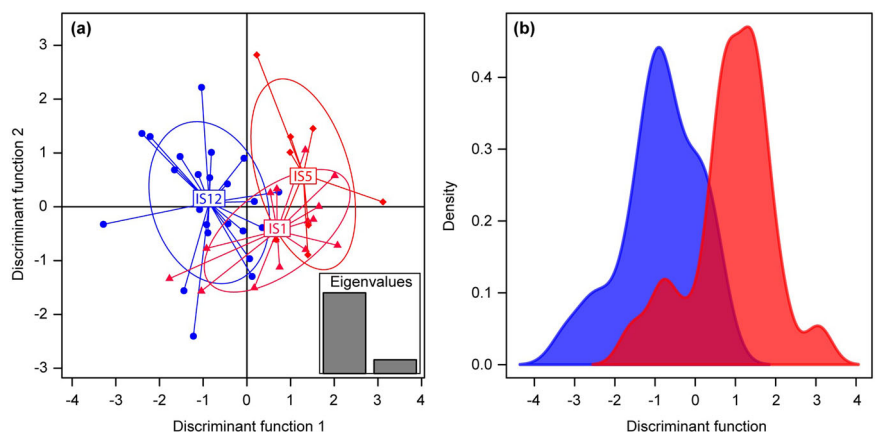 (a)
3
2
1
0
-1
-2
-3
Discriminant function 2
IS5
IS12
IS1
Eigenvalues
-4 -3 -2 -1 0 1 2 3 4
Discriminant function 1
(b)
0.4
0.3
0.2
0.1
0.0
Density
-4 -3 -2 -1 0 1 2 3 4
Discriminant function